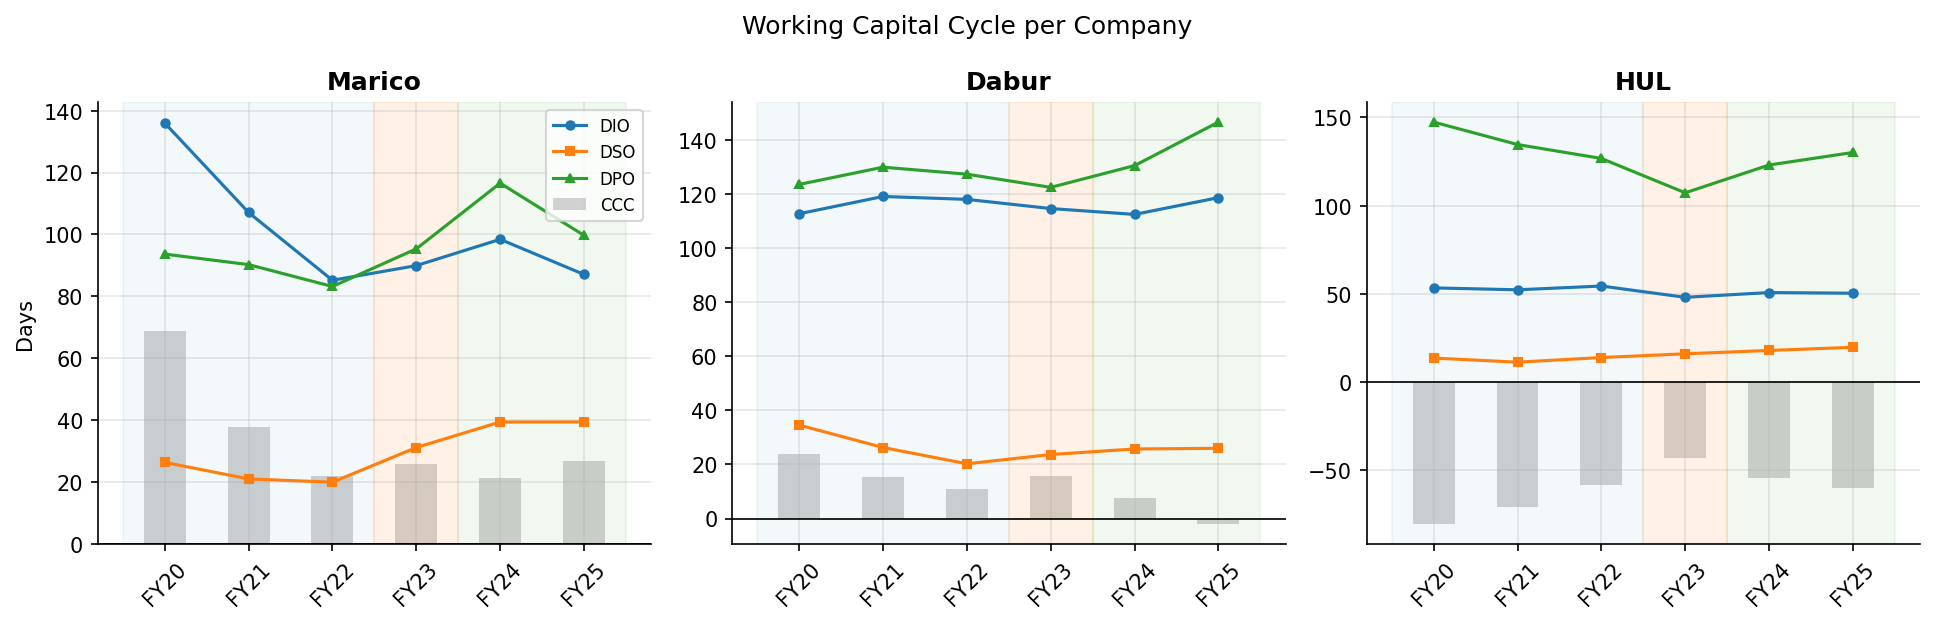 Working Capital Cycle per Company
Marico
Days
140
120
100
80
60
40
20
0
DIO
DSO
DPO
CCC
FY20
FY21
FY22
FY23
FY24
FY25
Dabur
140
120
100
80
60
40
20
0
FY20
FY21
FY22
FY23
FY24
FY25
HUL
150
100
50
0
−50
FY20
FY21
FY22
FY23
FY24
FY25